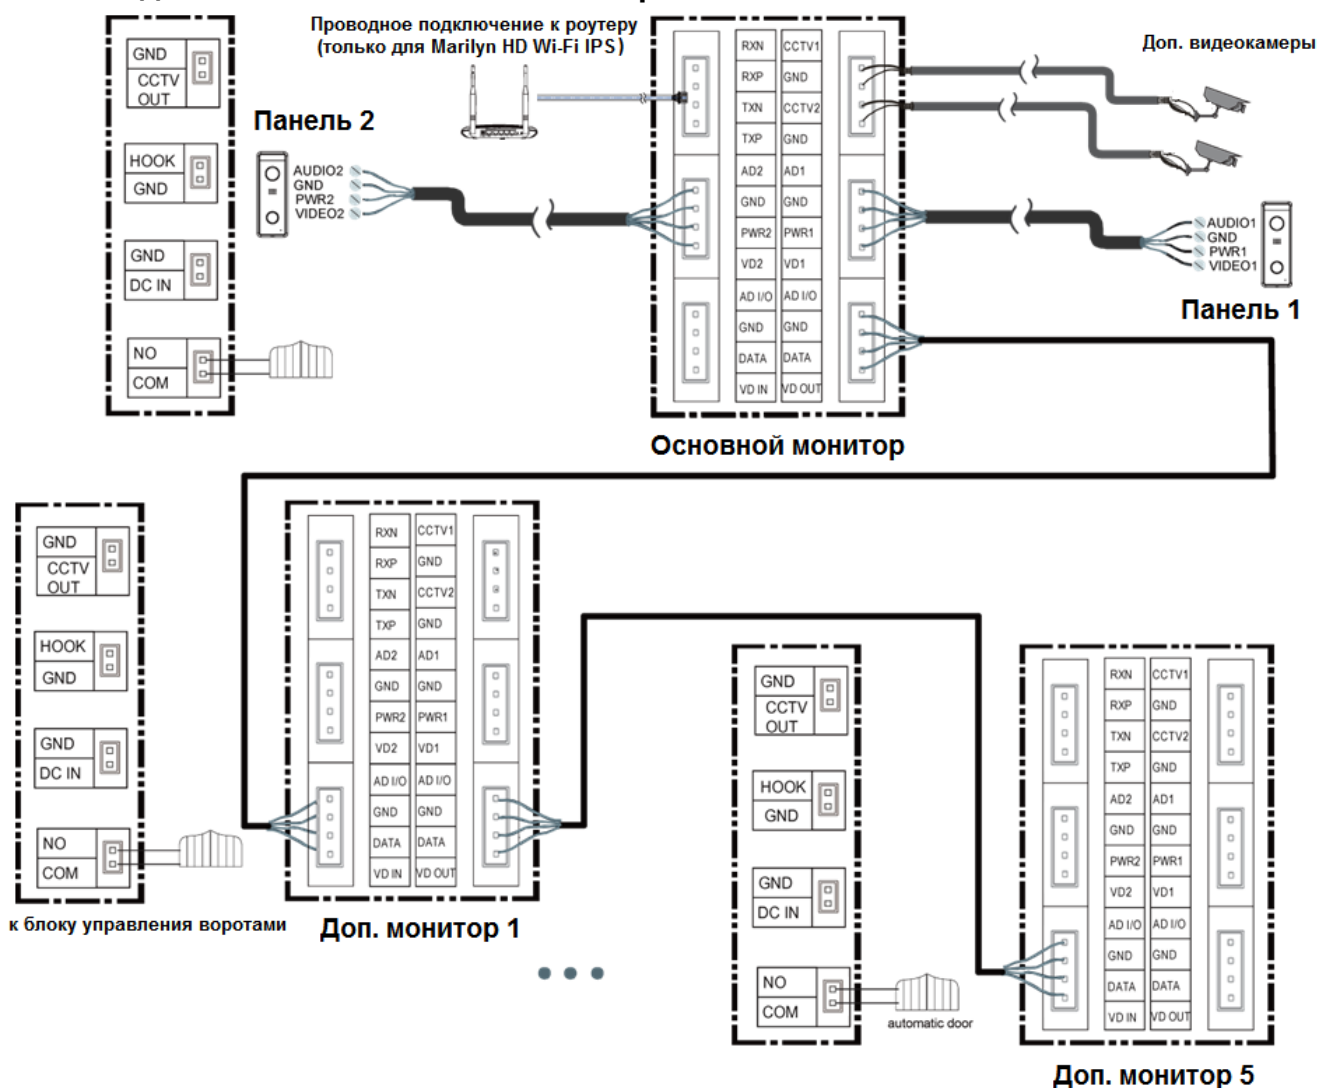 Проводное подключение к роутеру
(только для Marilyn HD Wi-Fi IPS)
Доп. видеокамеры
GND
CCTV
OUT
HOOK
GND
GND
DC IN
NO
COM
Панель 2
AUDIO2
GND
PWR2
VIDEO2
RXN CCTV1
RXP GND
TXN CCTV2
TXP GND
AD2 AD1
GND GND
PWR2 PWR1
VD2 VD1
AD I/O AD I/O
GND GND
DATA DATA
VD IN VD OUT
AUDIO1
GND
PWR1
VIDEO1
Панель 1
Основной монитор
GND
CCTV
OUT
HOOK
GND
GND
DC IN
NO
COM
к блоку управления воротами
RXN CCTV1
RXP GND
TXN CCTV2
TXP GND
AD2 AD1
GND GND
PWR2 PWR1
VD2 VD1
AD I/O AD I/O
GND GND
DATA DATA
VD IN VD OUT
Доп. монитор 1
GND
CCTV
OUT
HOOK
GND
GND
DC IN
NO
COM
automatic door
RXN CCTV1
RXP GND
TXN CCTV2
TXP GND
AD2 AD1
GND GND
PWR2 PWR1
VD2 VD1
AD I/O AD I/O
GND GND
DATA DATA
VD IN VD OUT
Доп. монитор 5